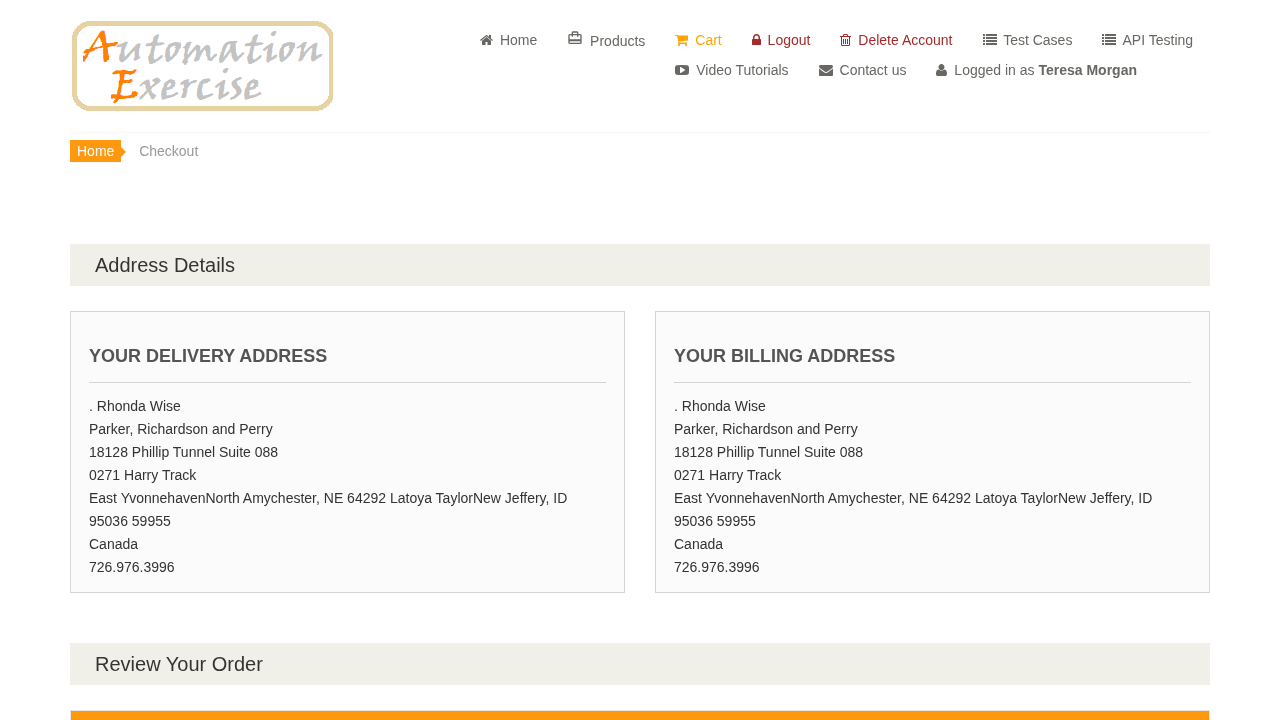 Automation
Exercise
Home
Products
Cart
Logout
Delete Account
Test Cases
API Testing
Video Tutorials
Contact us
Logged in as Teresa Morgan
Home
Checkout
Address Details
YOUR DELIVERY ADDRESS
. Rhonda Wise
Parker, Richardson and Perry
18128 Phillip Tunnel Suite 088
0271 Harry Track
East YvonnehavenNorth Amychester, NE 64292 Latoya TaylorNew Jeffery, ID
95036 59955
Canada
726.976.3996
YOUR BILLING ADDRESS
. Rhonda Wise
Parker, Richardson and Perry
18128 Phillip Tunnel Suite 088
0271 Harry Track
East YvonnehavenNorth Amychester, NE 64292 Latoya TaylorNew Jeffery, ID
95036 59955
Canada
726.976.3996
Review Your Order